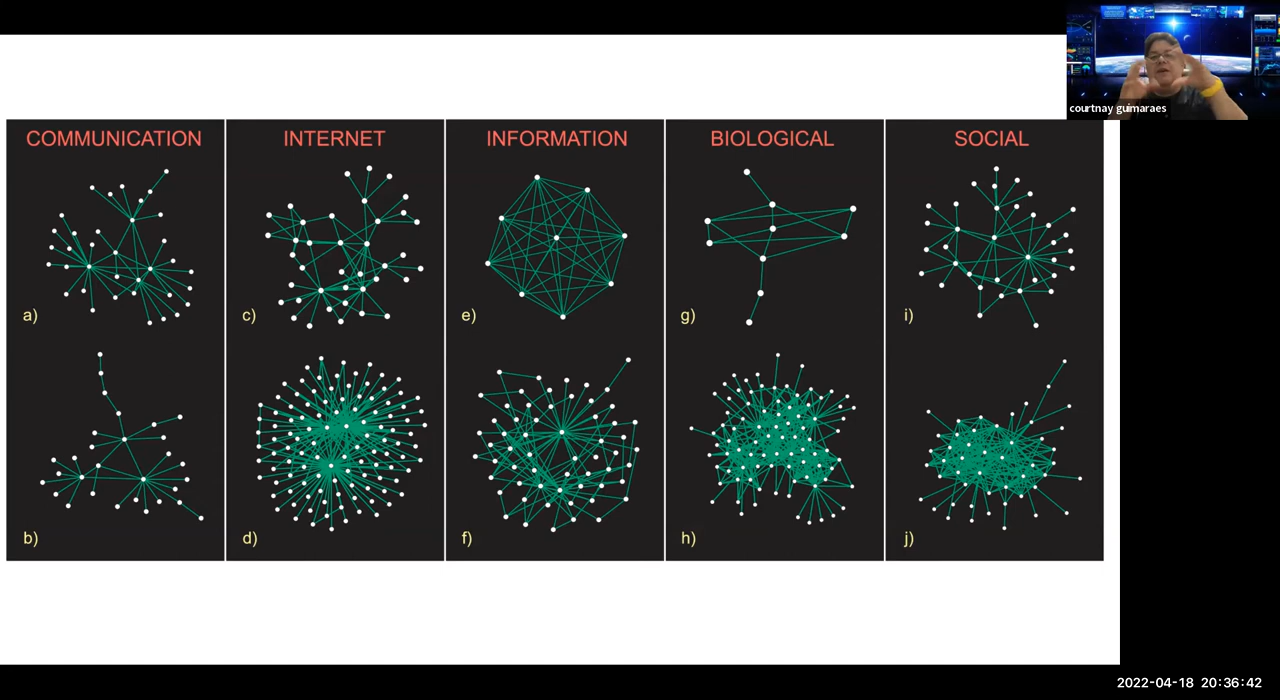 courtnay guimaraes
COMMUNICATION
INTERNET
INFORMATION
BIOLOGICAL
SOCIAL
a)
c)
e)
g)
i)
b)
d)
f)
h)
j)
2022-04-18 20:36:42